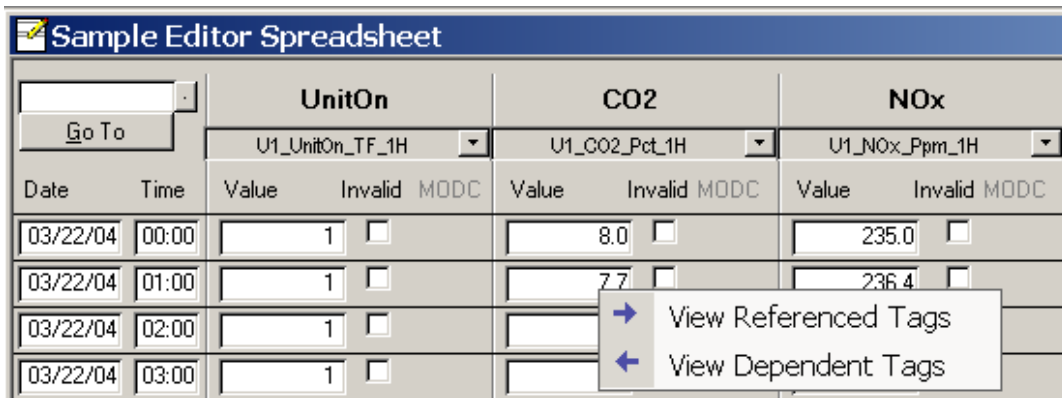 Sample Editor Spreadsheet
UnitOn CO2 NOx
Go To
U1_UnitOn_TF_1H U1_CO2_Pct_1H U1_NOx_Ppm_1H
Date Time Value Invalid MODC Value Invalid MODC Value Invalid MODC
03/22/04 00:00 1 8.0 235.0
03/22/04 01:00 1 7.7 236.4
View Referenced Tags
03/22/04 02:00 1
View Dependent Tags
03/22/04 03:00 1